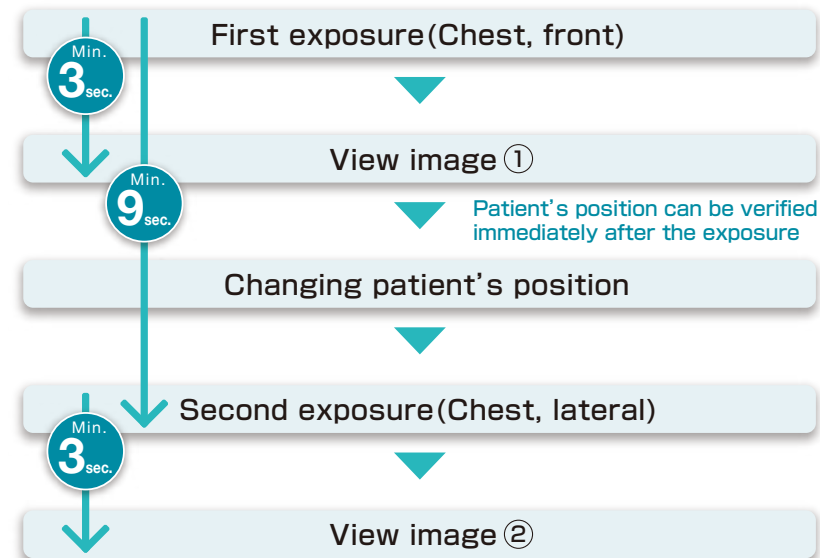 First exposure(Chest, front)
Min.
3sec.
View image ①
Min.
9sec.
Patient’s position can be verified
immediately after the exposure
Changing patient’s position
Second exposure(Chest, lateral)
Min.
3sec.
View image ②